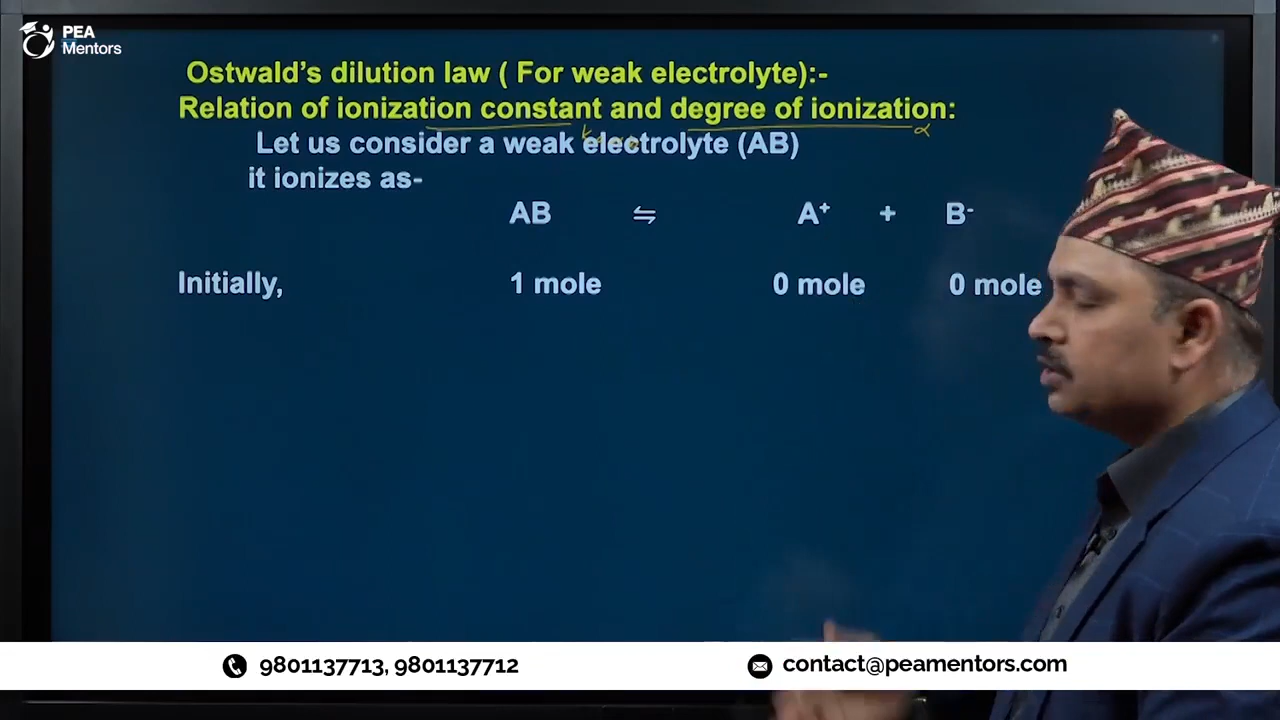 PEA
Mentors
Ostwald’s dilution law ( For weak electrolyte):-
Relation of ionization constant and degree of ionization:
α
Let us consider a weak electrolyte (AB)
it ionizes as-
AB ⇋ A⁺ + B⁻
Initially, 1 mole 0 mole 0 mole
9801137713, 9801137712 contact@peamentors.com